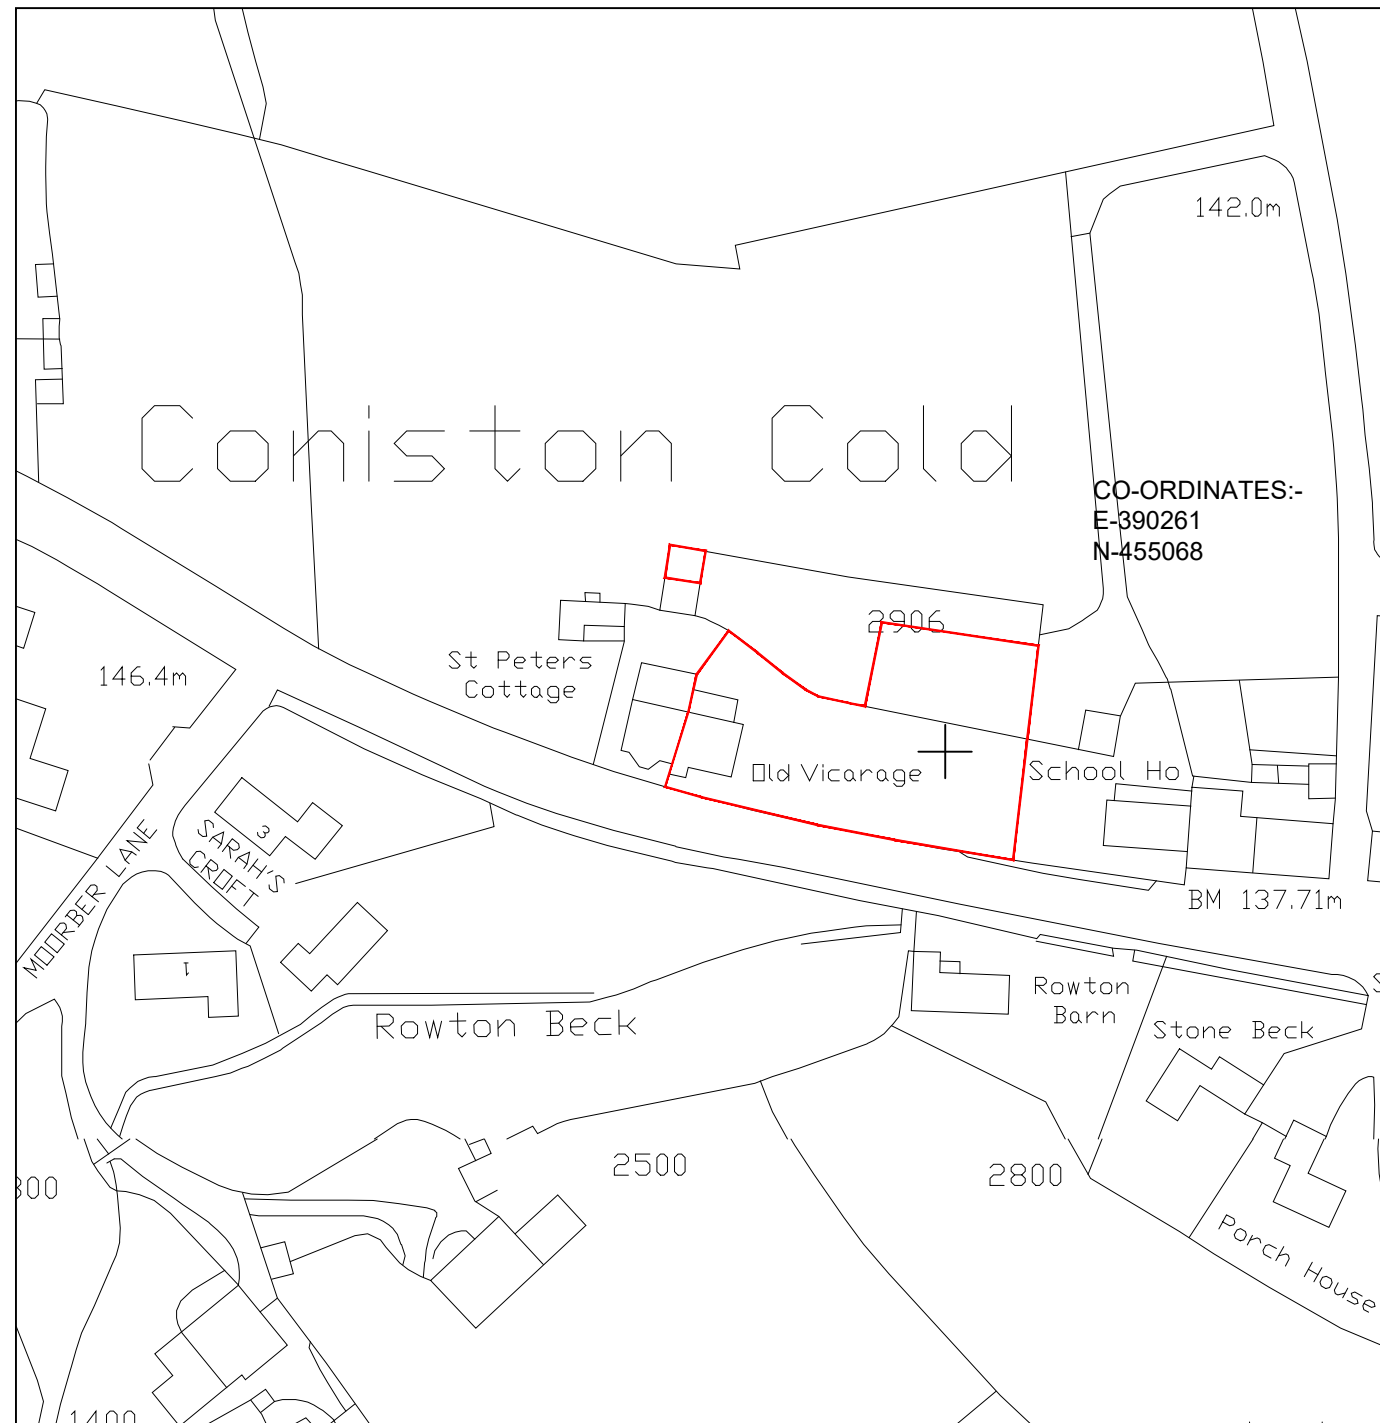 142.0m
Coniston Cold
CO-ORDINATES:-
E-390261
N-455068
2906
St Peters
Cottage
146.4m
Old Vicarage
School Ho
3
SARAH'S
CROFT
MOORBER LANE
BM 137.71m
1
Rowton Beck
Rowton
Barn
Stone Beck
2500
2800
Porch House
1400